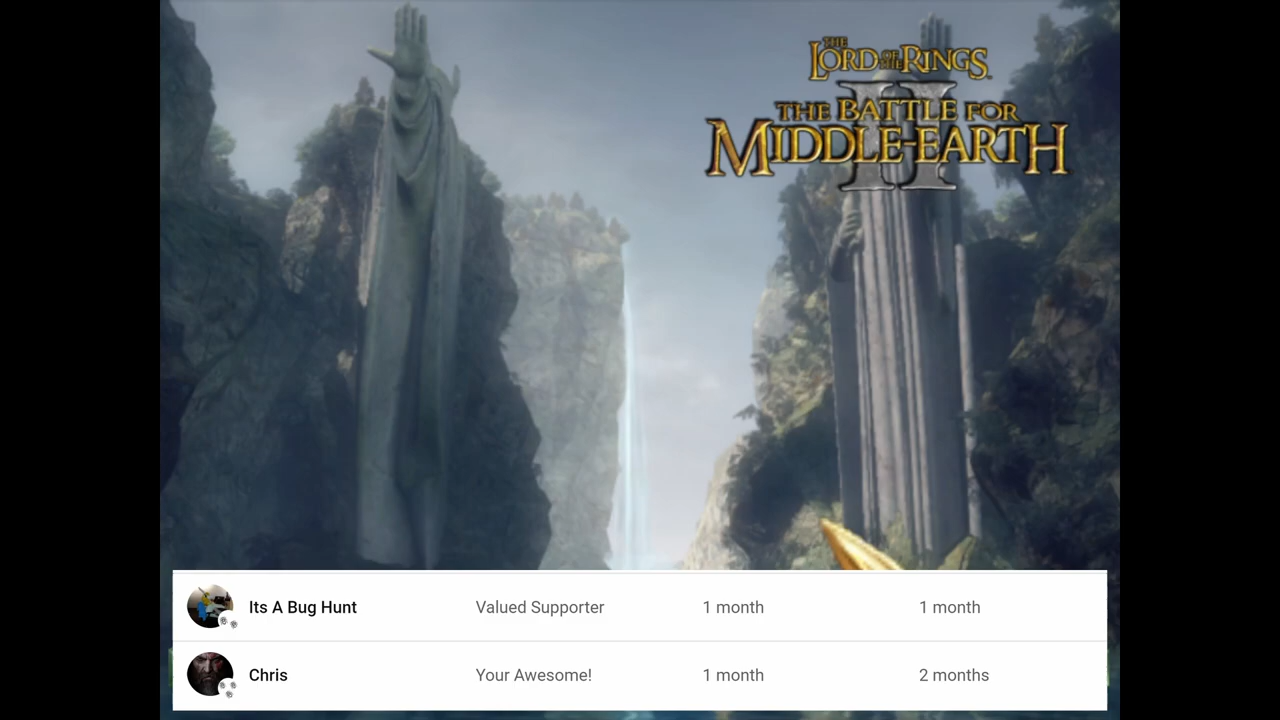 THE
LORD OF THE RINGS
II
THE BATTLE FOR
MIDDLE-EARTH
Its A Bug Hunt Valued Supporter 1 month 1 month
Chris Your Awesome! 1 month 2 months